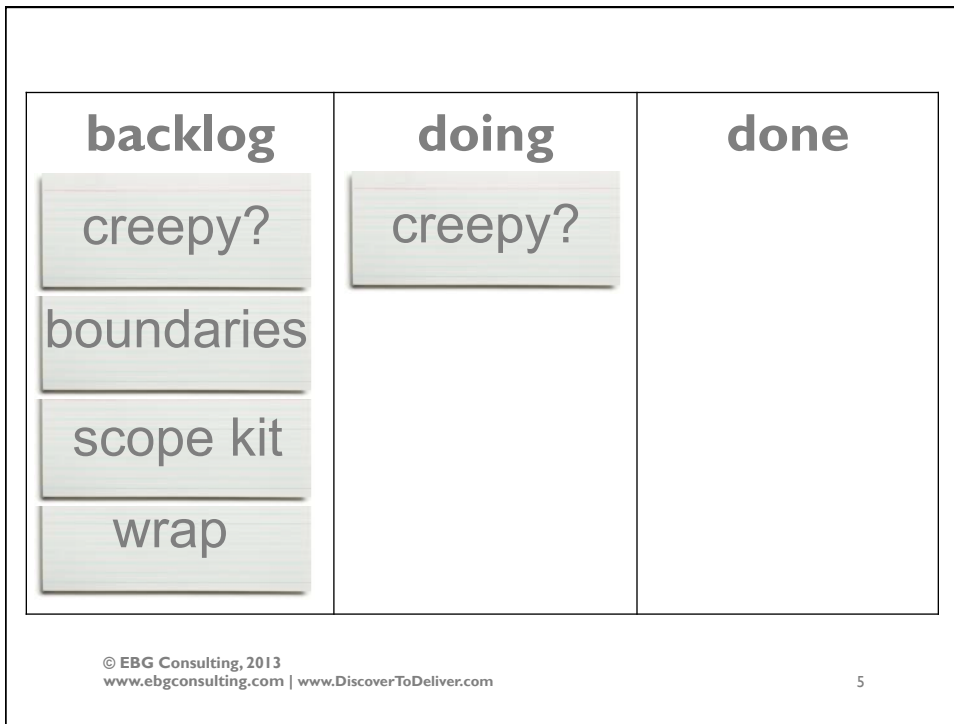 backlog doing done
creepy? creepy?
boundaries
scope kit
wrap
© EBG Consulting, 2013
www.ebgconsulting.com | www.DiscoverToDeliver.com 5